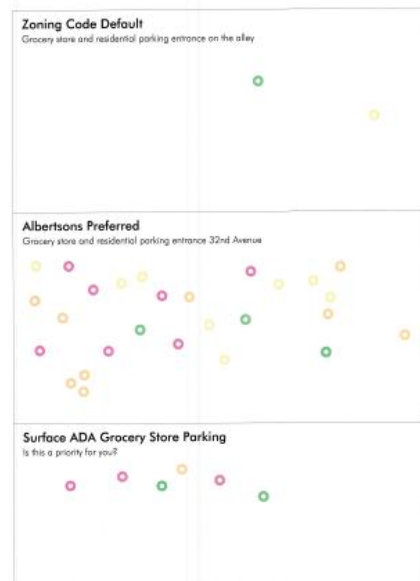 Zoning Code Default
Grocery store and residential parking entrance on the alley
Albertsons Preferred
Grocery store and residential parking entrance 32nd Avenue
Surface ADA Grocery Store Parking
Is this a priority for you?